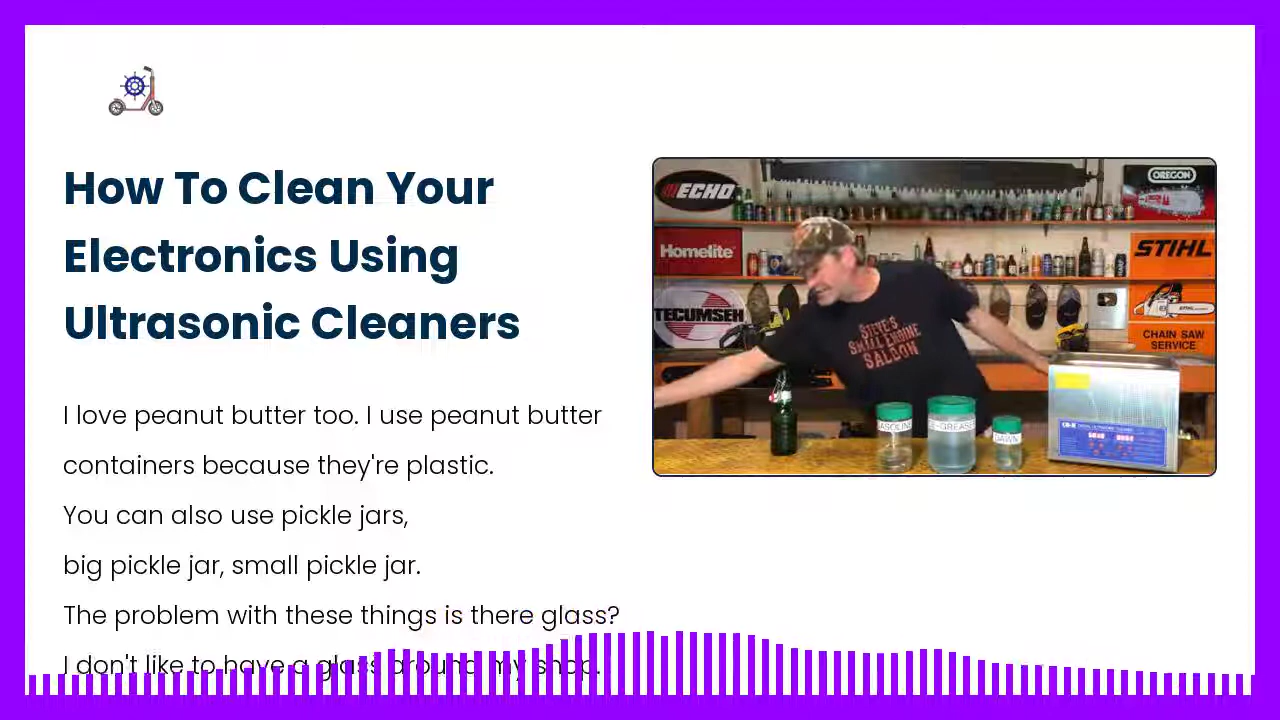 How To Clean Your
Electronics Using
Ultrasonic Cleaners
I love peanut butter too. I use peanut butter
containers because they're plastic.
You can also use pickle jars,
big pickle jar, small pickle jar.
The problem with these things is there glass?
I don't like to have a glass around my shop.
ECHO
OREGON
Homelite
STIHL
TECUMSEH
CHAIN SAW
SERVICE
STEVE'S
SMALL ENGINE
SALOON
GASOLINE
DE-GREASER
DAWN